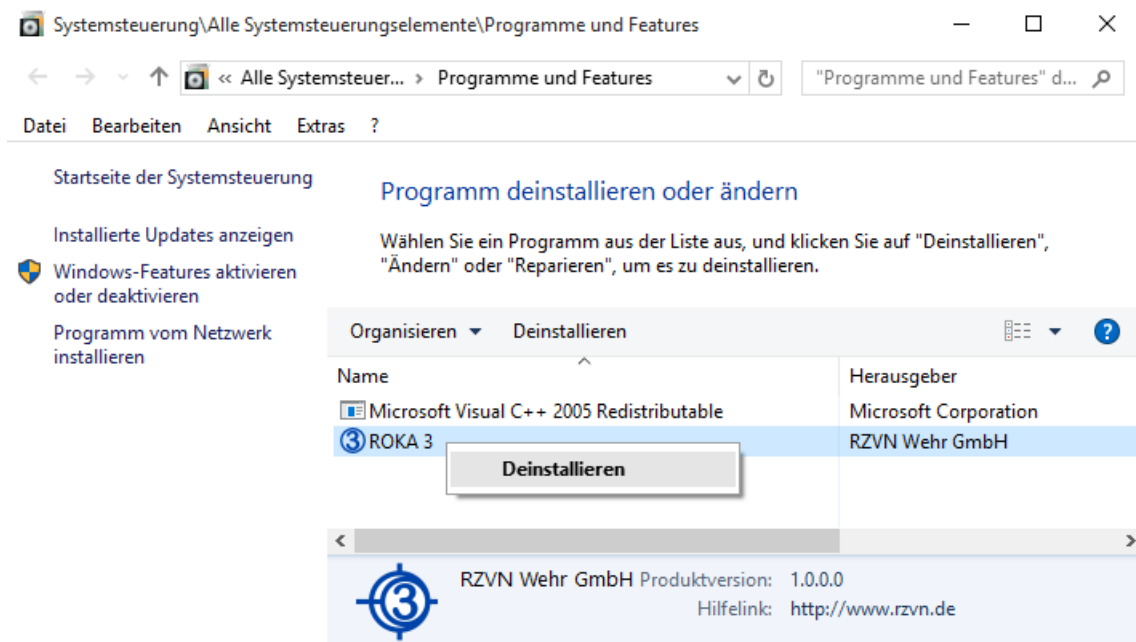 Systemsteuerung\Alle Systemsteuerungselemente\Programme und Features
« Alle Systemsteuer... › Programme und Features
"Programme und Features" d...
Datei Bearbeiten Ansicht Extras ?
Startseite der Systemsteuerung
Installierte Updates anzeigen
Windows-Features aktivieren
oder deaktivieren
Programm vom Netzwerk
installieren
Programm deinstallieren oder ändern
Wählen Sie ein Programm aus der Liste aus, und klicken Sie auf "Deinstallieren",
"Ändern" oder "Reparieren", um es zu deinstallieren.
Organisieren Deinstallieren ?
Name Herausgeber
Microsoft Visual C++ 2005 Redistributable Microsoft Corporation
3 ROKA 3 RZVN Wehr GmbH
Deinstallieren
3
RZVN Wehr GmbH Produktversion: 1.0.0.0
Hilfelink: http://www.rzvn.de